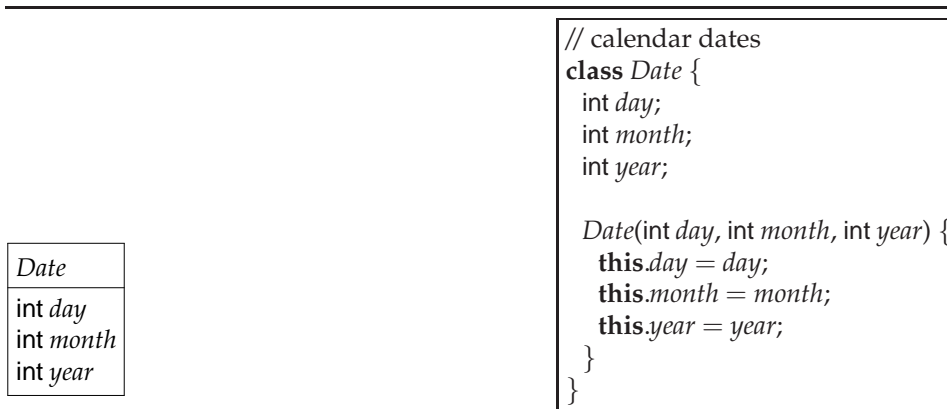 Date
int day
int month
int year
// calendar dates
class Date {
int day;
int month;
int year;
Date(int day, int month, int year) {
this.day = day;
this.month = month;
this.year = year;
}
}